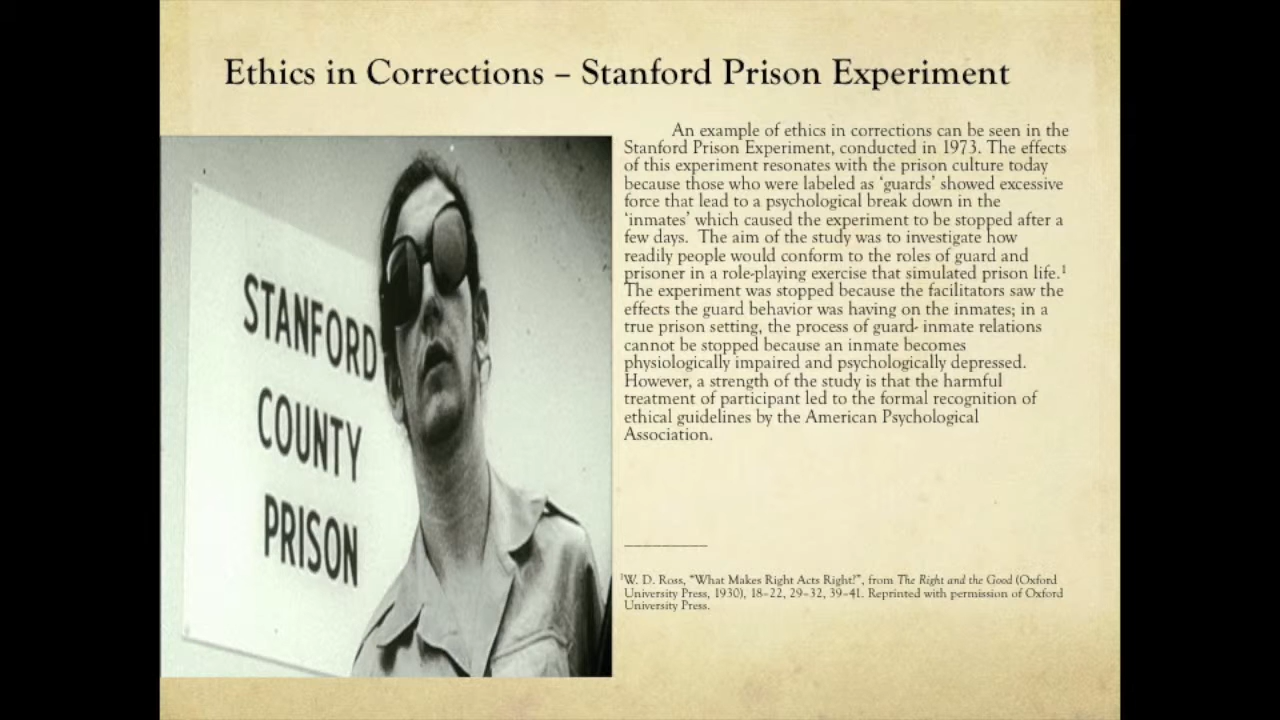 Ethics in Corrections – Stanford Prison Experiment
STANFORD
COUNTY
PRISON
An example of ethics in corrections can be seen in the
Stanford Prison Experiment, conducted in 1973. The effects
of this experiment resonates with the prison culture today
because those who were labeled as ‘guards’ showed excessive
force that lead to a psychological break down in the
‘inmates’ which caused the experiment to be stopped after a
few days. The aim of the study was to investigate how
readily people would conform to the roles of guard and
prisoner in a role-playing exercise that simulated prison life.¹
The experiment was stopped because the facilitators saw the
effects the guard behavior was having on the inmates; in a
true prison setting, the process of guard- inmate relations
cannot be stopped because an inmate becomes
physiologically impaired and psychologically depressed.
However, a strength of the study is that the harmful
treatment of participant led to the formal recognition of
ethical guidelines by the American Psychological
Association.
¹W. D. Ross, “What Makes Right Acts Right?”, from The Right and the Good (Oxford
University Press, 1930), 18–22, 29–32, 39–41. Reprinted with permission of Oxford
University Press.